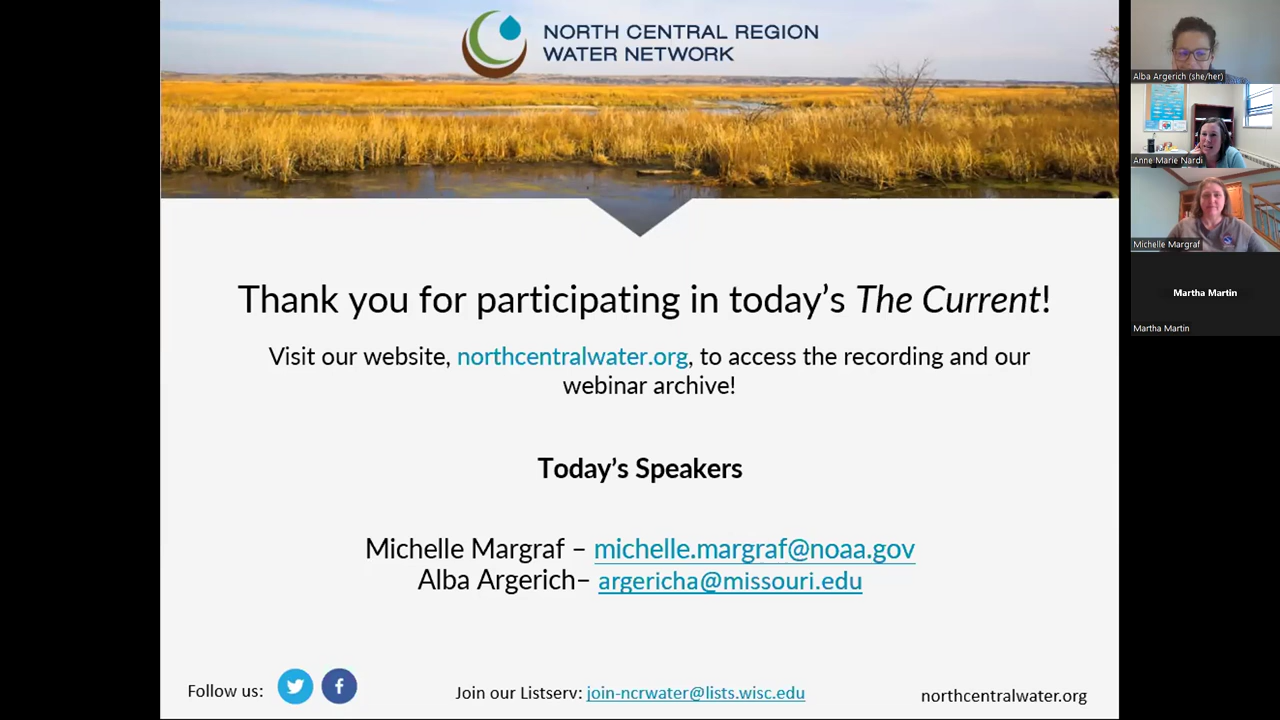 NORTH CENTRAL REGION
WATER NETWORK
Thank you for participating in today's The Current!
Visit our website, northcentralwater.org, to access the recording and our
webinar archive!
Today's Speakers
Michelle Margraf – michelle.margraf@noaa.gov
Alba Argerich– argericha@missouri.edu
Follow us:
Join our Listserv: join-ncrwater@lists.wisc.edu
northcentralwater.org
Alba Argerich (she/her)
Anne Marie Nardi
Michelle Margraf
Martha Martin
Martha Martin